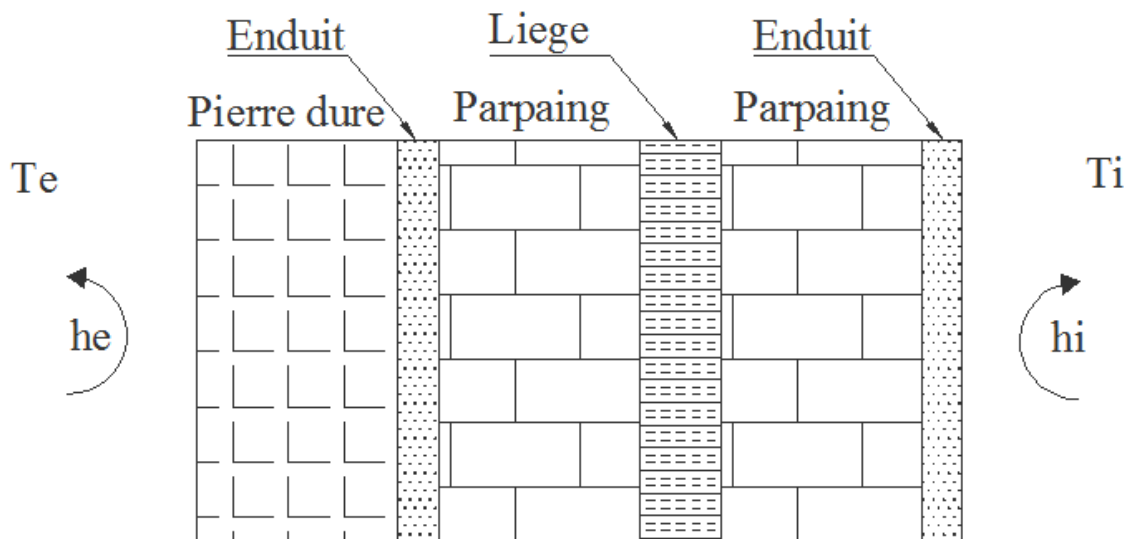 Enduit Liege Enduit
Pierre dure Parpaing Parpaing
Te Ti
he hi